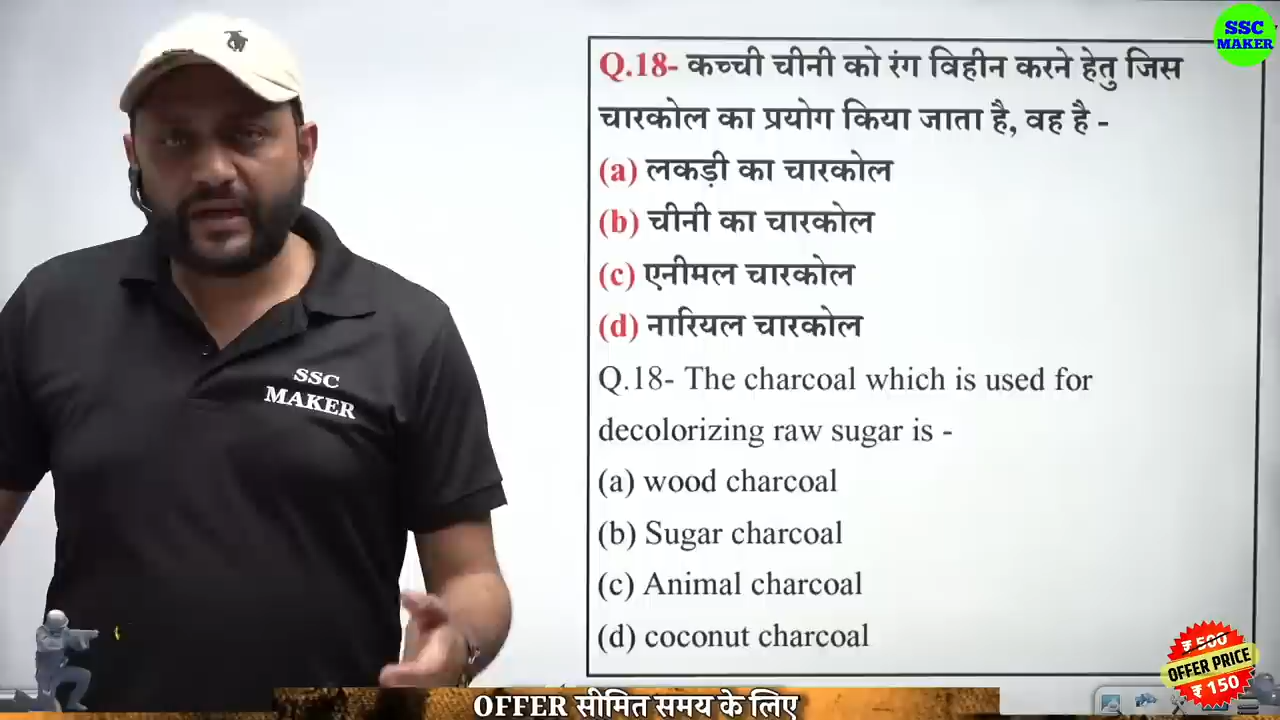 SSC
MAKER
Q.18- कच्ची चीनी को रंग विहीन करने हेतु जिस
चारकोल का प्रयोग किया जाता है, वह है -
(a) लकड़ी का चारकोल
(b) चीनी का चारकोल
(c) एनीमल चारकोल
(d) नारियल चारकोल
Q.18- The charcoal which is used for
decolorizing raw sugar is -
(a) wood charcoal
(b) Sugar charcoal
(c) Animal charcoal
(d) coconut charcoal
SSC
MAKER
₹ 500
OFFER PRICE
₹ 150
OFFER सीमित समय के लिए